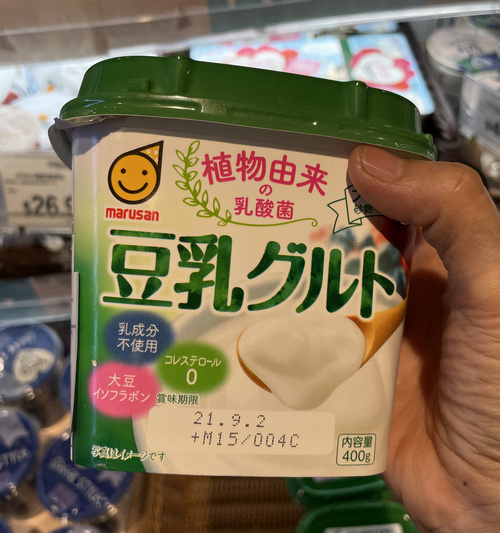 植物由来
の
乳酸菌
marusan
豆乳グルト
乳成分
不使用
コレステロール
0
大豆
イソフラボン
賞味期限
21.9.2
+M15/004C
写真はイメージです
内容量
400g
砂糖
$26.9